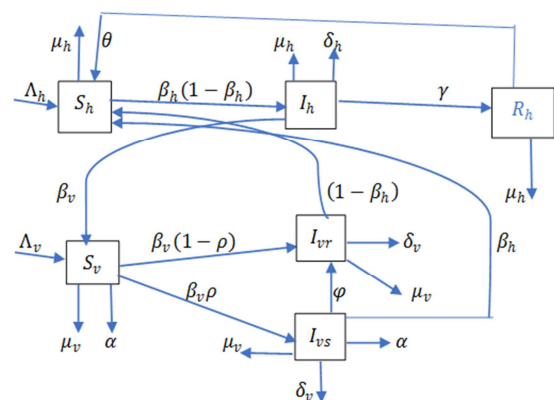 μ_h θ μ_h δ_h
Λ_h S_h β_h(1 − β_h) I_h γ R_h
β_v (1 − β_h) μ_h
Λ_v S_v β_v(1 − ρ) I_vr δ_v β_h
β_vρ φ μ_v
μ_v α μ_v I_vs α
δ_v